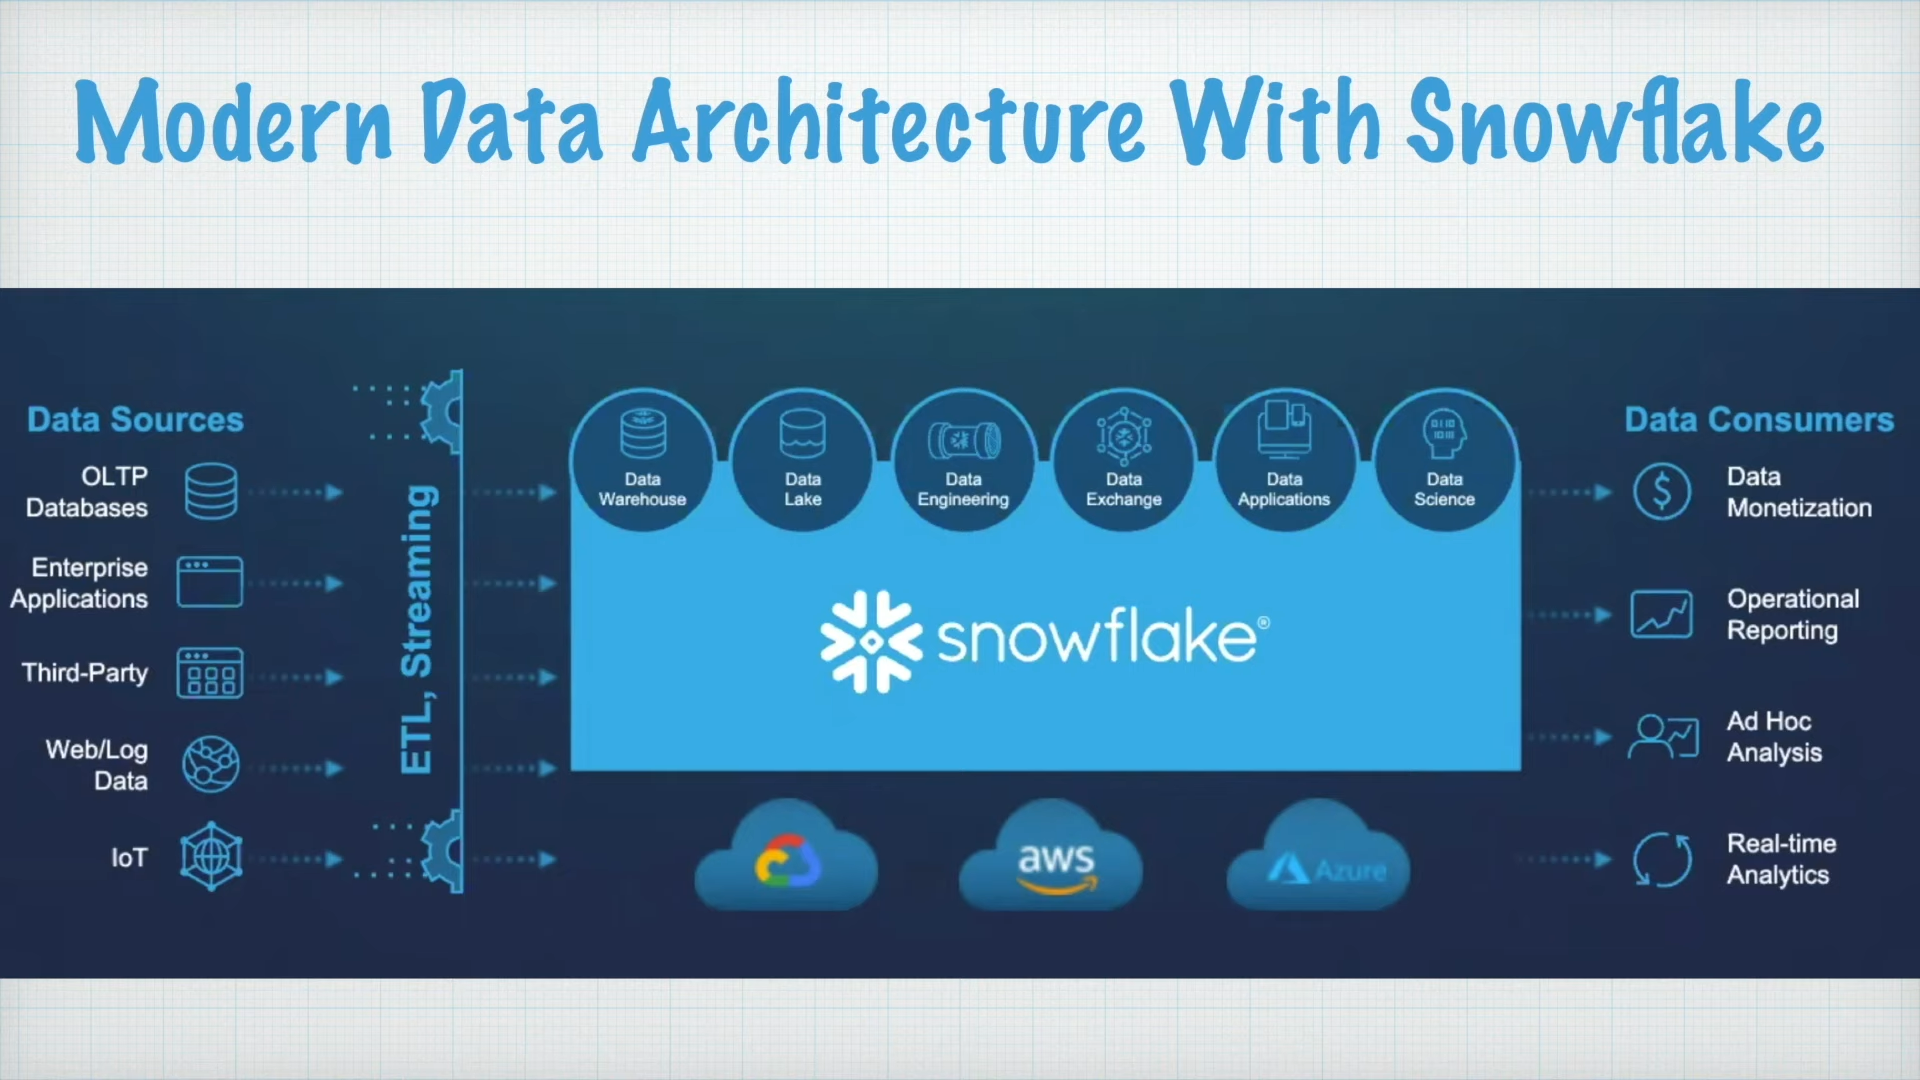 Modern Data Architecture With Snowflake
Data Sources
OLTP
Databases
Enterprise
Applications
Third-Party
Web/Log
Data
IoT
ETL, Streaming
Data
Warehouse
Data
Lake
Data
Engineering
Data
Exchange
Data
Applications
Data
Science
snowflake®
aws
Azure
Data Consumers
Data
Monetization
Operational
Reporting
Ad Hoc
Analysis
Real-time
Analytics